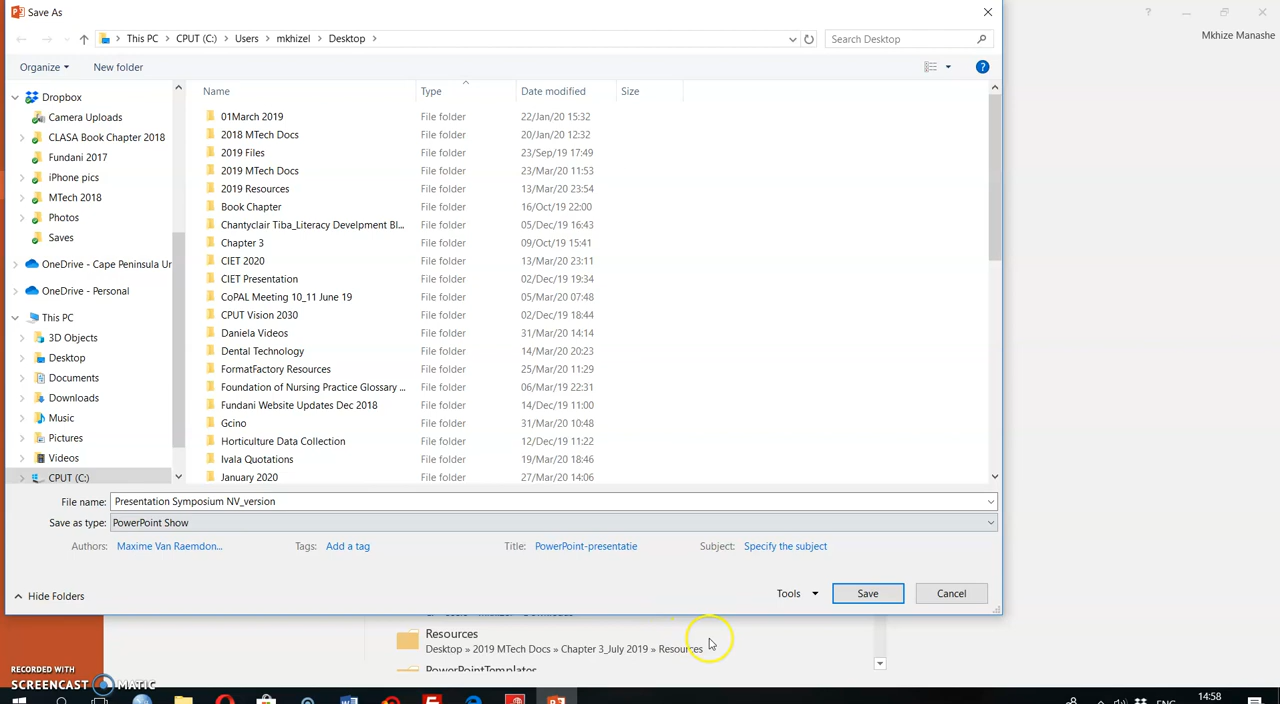 Save As
Mkhize Manashe
This PC > CPUT (C:) > Users > mkhizel > Desktop >
Search Desktop
Organize
New folder
Name Type Date modified Size
Dropbox
Camera Uploads
CLASA Book Chapter 2018
Fundani 2017
iPhone pics
MTech 2018
Photos
Saves
OneDrive - Cape Peninsula Ur
OneDrive - Personal
This PC
3D Objects
Desktop
Documents
Downloads
Music
Pictures
Videos
CPUT (C:)
01March 2019 File folder 22/Jan/20 15:32
2018 MTech Docs File folder 20/Jan/20 12:32
2019 Files File folder 23/Sep/19 17:49
2019 MTech Docs File folder 23/Mar/20 11:53
2019 Resources File folder 13/Mar/20 23:54
Book Chapter File folder 16/Oct/19 22:00
Chantyclair Tiba_Literacy Develpment Bl... File folder 05/Dec/19 16:43
Chapter 3 File folder 09/Oct/19 15:41
CIET 2020 File folder 13/Mar/20 23:11
CIET Presentation File folder 02/Dec/19 19:34
CoPAL Meeting 10_11 June 19 File folder 05/Mar/20 07:48
CPUT Vision 2030 File folder 02/Dec/19 18:44
Daniela Videos File folder 31/Mar/20 14:14
Dental Technology File folder 14/Mar/20 20:23
FormatFactory Resources File folder 25/Mar/20 11:29
Foundation of Nursing Practice Glossary ... File folder 06/Mar/19 22:31
Fundani Website Updates Dec 2018 File folder 14/Dec/19 11:00
Gcino File folder 31/Mar/20 10:48
Horticulture Data Collection File folder 12/Dec/19 11:22
Ivala Quotations File folder 19/Mar/20 18:46
January 2020 File folder 27/Mar/20 14:06
File name: Presentation Symposium NV_version
Save as type: PowerPoint Show
Authors: Maxime Van Raemdon... Tags: Add a tag Title: PowerPoint-presentatie Subject: Specify the subject
Hide Folders
Tools
Save
Cancel
Resources
Desktop » 2019 MTech Docs » Chapter 3_July 2019 » Resources
PowerPointTemplates
RECORDED WITH
SCREENCAST MATIC
14:58
ENG